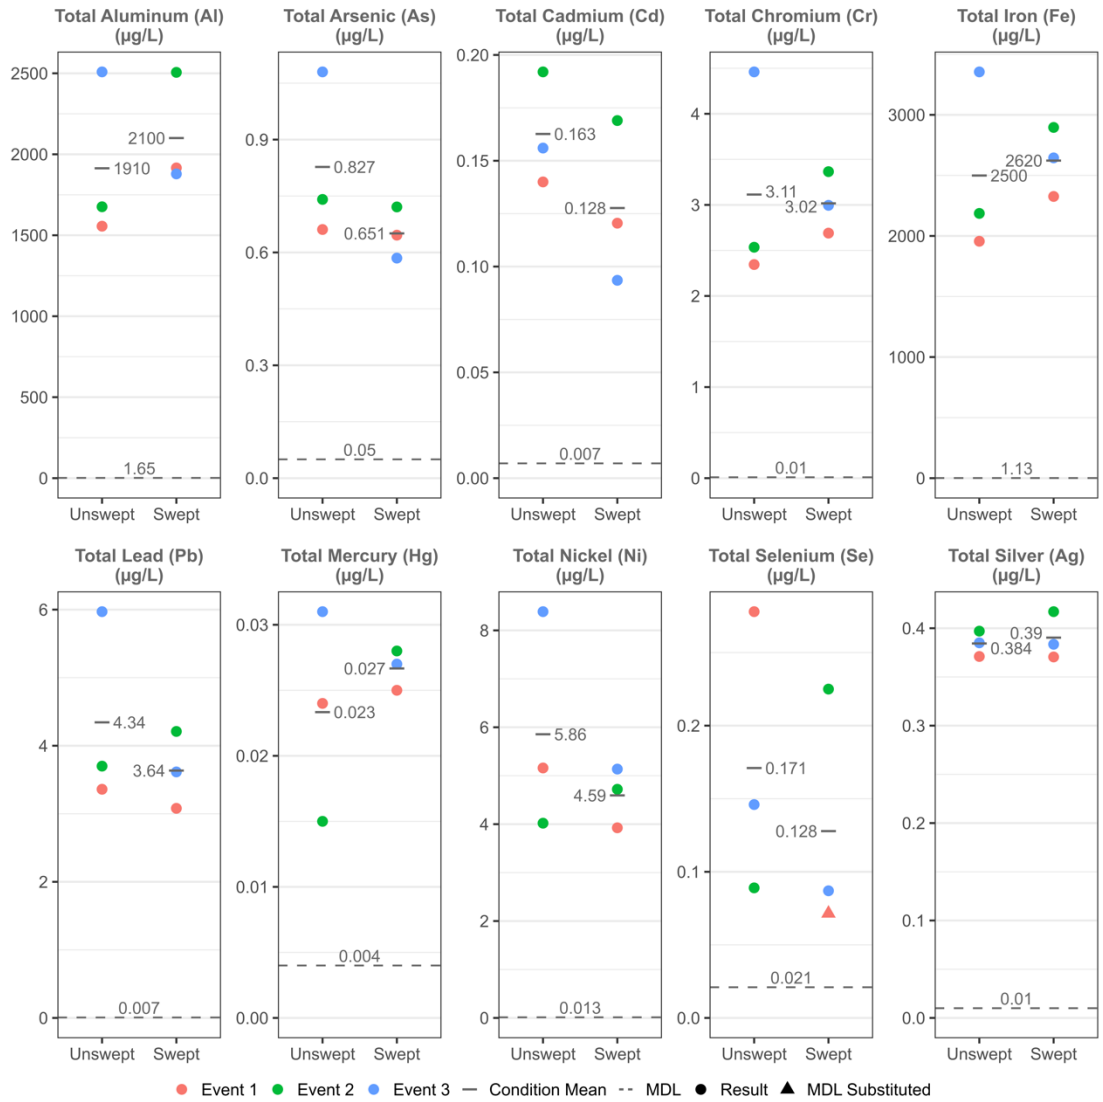 Total Aluminum (Al)
(µg/L)
2500
2000
1500
1000
500
0
2100
1910
1.65
Unswept Swept
Total Arsenic (As)
(µg/L)
0.9
0.6
0.3
0.0
0.827
0.651
0.05
Unswept Swept
Total Cadmium (Cd)
(µg/L)
0.20
0.15
0.10
0.05
0.00
0.163
0.128
0.007
Unswept Swept
Total Chromium (Cr)
(µg/L)
4
3
2
1
0
3.11
3.02
0.01
Unswept Swept
Total Iron (Fe)
(µg/L)
3000
2000
1000
0
2620
2500
1.13
Unswept Swept
Total Lead (Pb)
(µg/L)
6
4
2
0
4.34
3.64
0.007
Unswept Swept
Total Mercury (Hg)
(µg/L)
0.03
0.02
0.01
0.00
0.027
0.023
0.004
Unswept Swept
Total Nickel (Ni)
(µg/L)
8
6
4
2
0
5.86
4.59
0.013
Unswept Swept
Total Selenium (Se)
(µg/L)
0.2
0.1
0.0
0.171
0.128
0.021
Unswept Swept
Total Silver (Ag)
(µg/L)
0.4
0.3
0.2
0.1
0.0
0.39
0.384
0.01
Unswept Swept
Event 1 Event 2 Event 3 Condition Mean MDL Result MDL Substituted